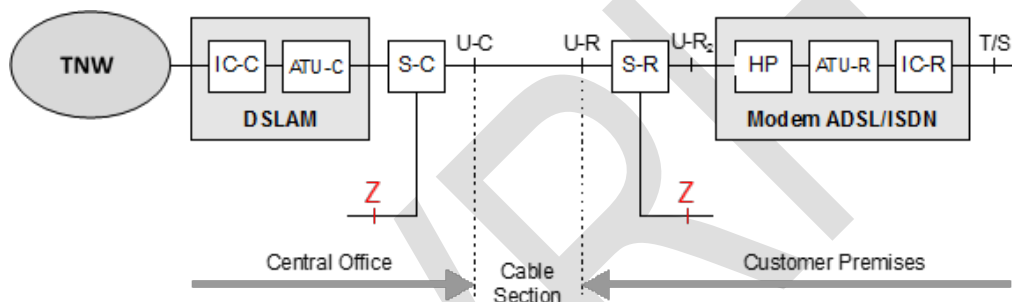 U-C
U-R
U-R₂
T/S
TNW
IC-C
ATU-C
S-C
S-R
HP
ATU-R
IC-R
DSLAM
Modem ADSL/ISDN
Z
Z
Central Office
Cable
Section
Customer Premises